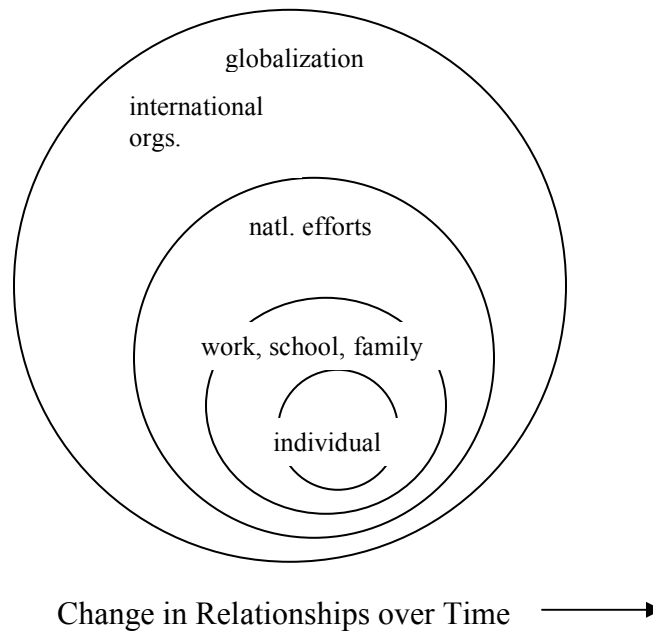 globalization
international
orgs.
natl. efforts
work, school, family
individual
Change in Relationships over Time